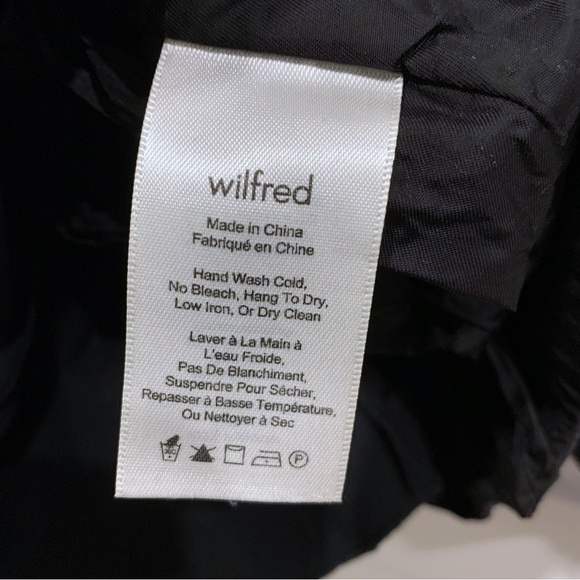 wilfred
Made in China
Fabriqué en Chine
Hand Wash Cold,
No Bleach, Hang To Dry,
Low Iron, Or Dry Clean
Laver à La Main à
L'eau Froide,
Pas De Blanchiment,
Suspendre Pour Sécher,
Repasser à Basse Température,
Ou Nettoyer à Sec
P